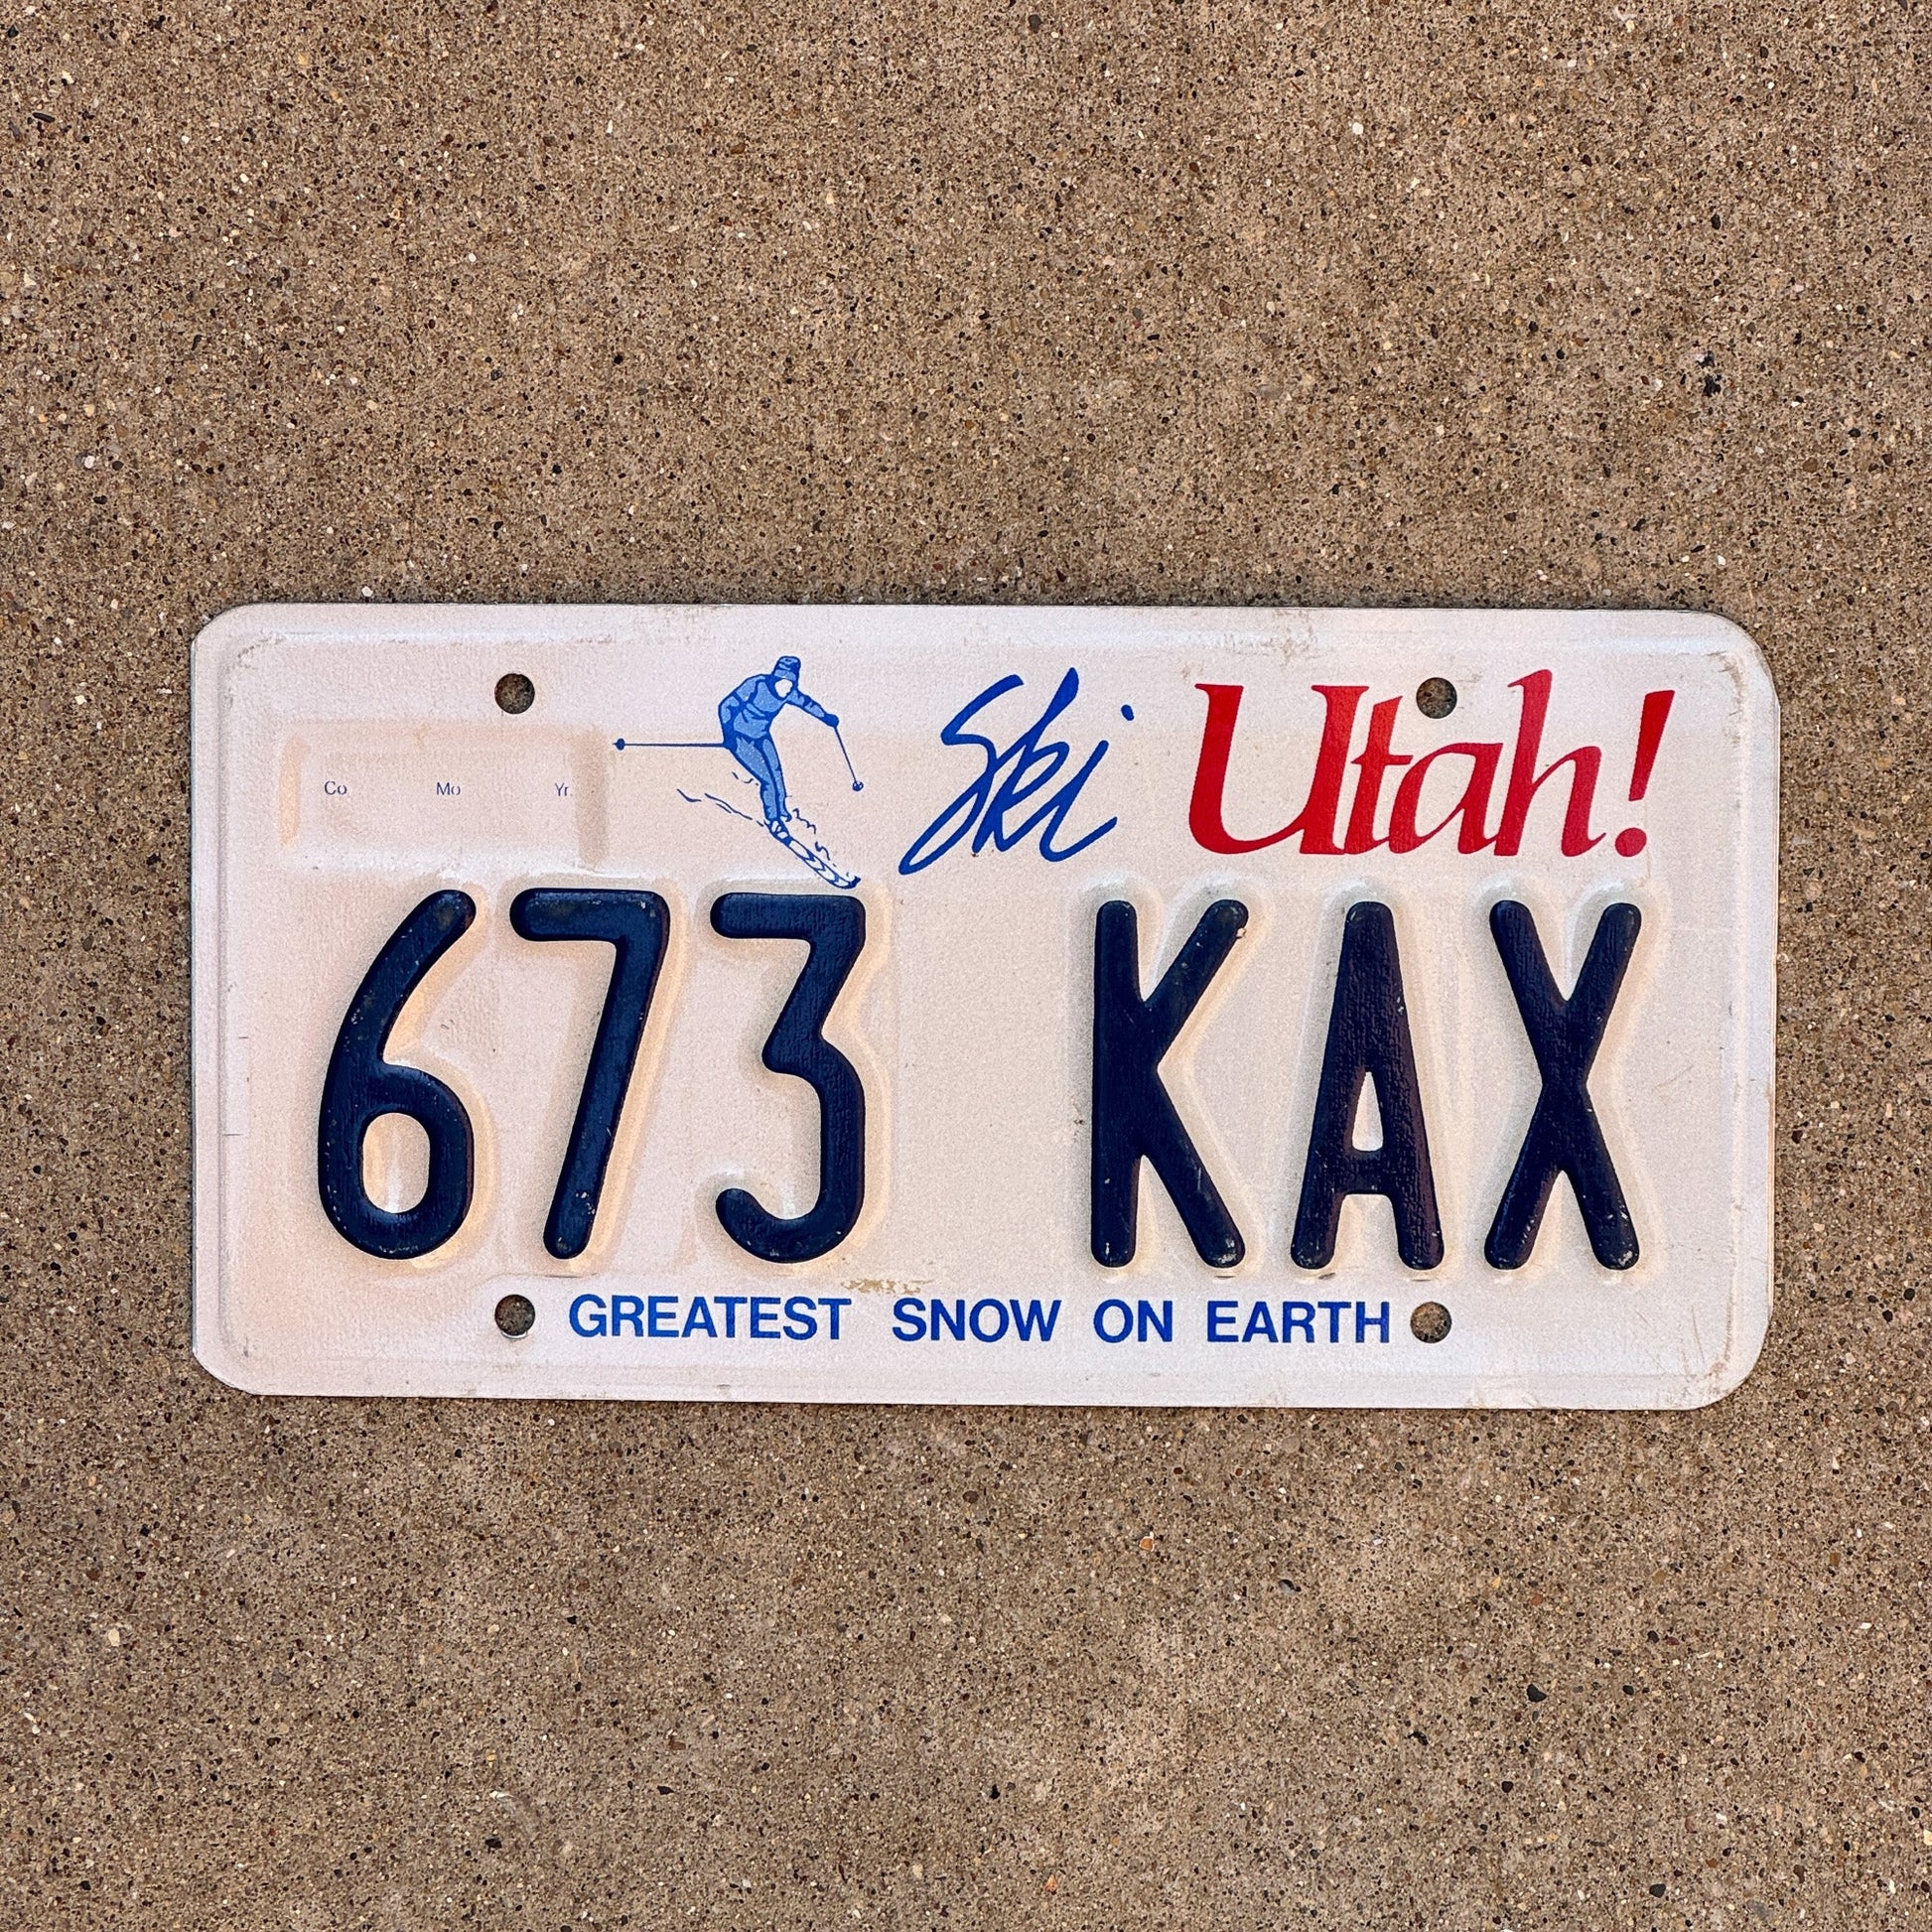 Ski Utah!
Co Mo Yr.
673 KAX
GREATEST SNOW ON EARTH